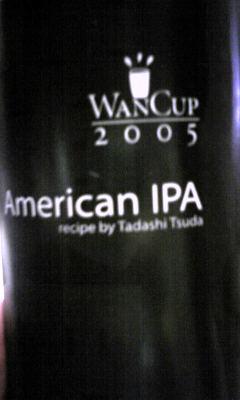 WANCUP
2005
American IPA
recipe by Tadashi Tsuda